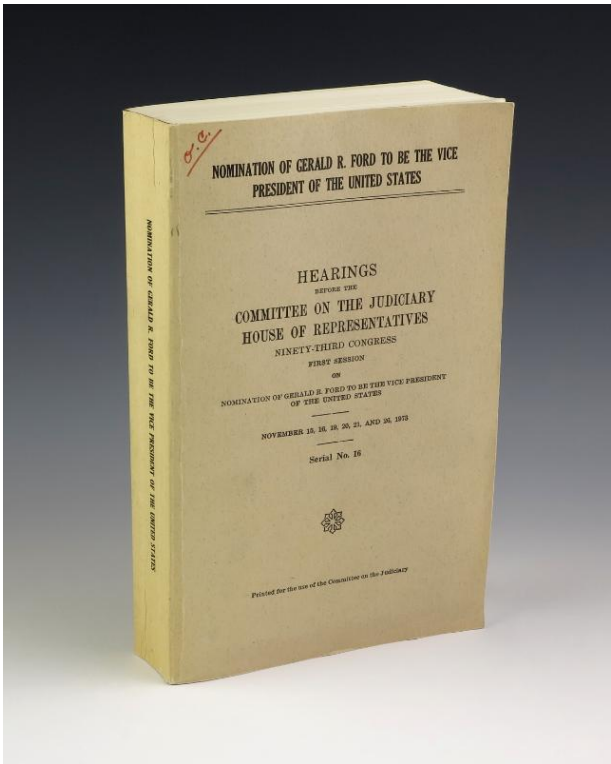 O.C.
NOMINATION OF GERALD R. FORD TO BE THE VICE
PRESIDENT OF THE UNITED STATES
HEARINGS
BEFORE THE
COMMITTEE ON THE JUDICIARY
HOUSE OF REPRESENTATIVES
NINETY-THIRD CONGRESS
FIRST SESSION
ON
NOMINATION OF GERALD R. FORD TO BE THE VICE PRESIDENT
OF THE UNITED STATES
NOVEMBER 15, 16, 19, 20, 21, AND 26, 1973
Serial No. 16
Printed for the use of the Committee on the Judiciary
NOMINATION OF GERALD R. FORD TO BE THE VICE PRESIDENT OF THE UNITED STATES